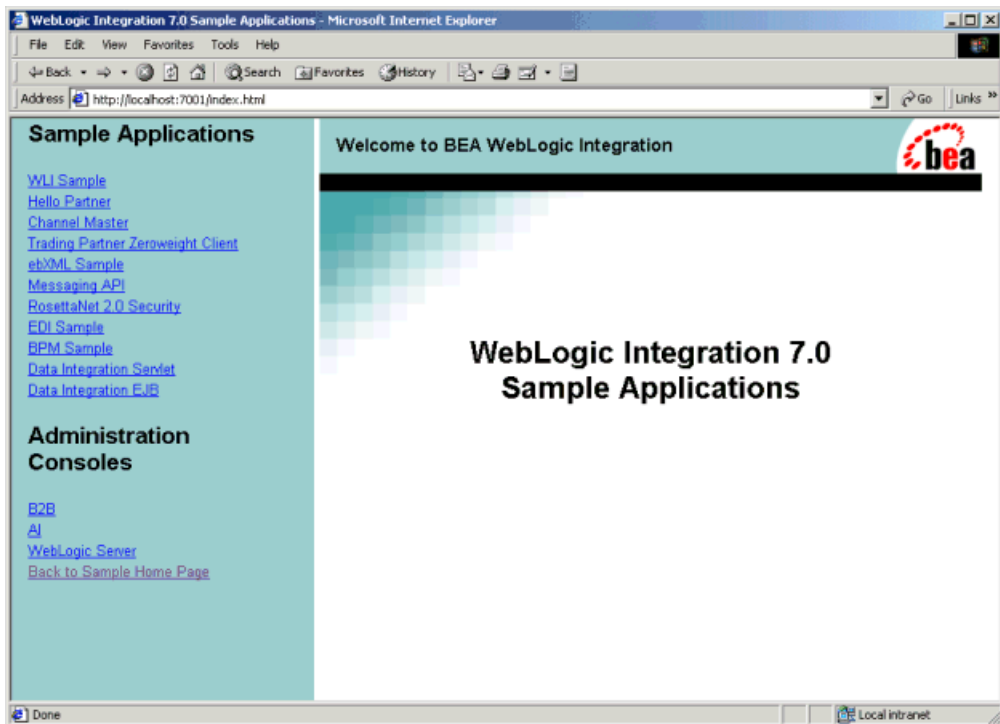 WebLogic Integration 7.0 Sample Applications - Microsoft Internet Explorer
File Edit View Favorites Tools Help
Back Search Favorites History
Address http://localhost:7001/index.html Go Links »
Sample Applications
WLI Sample
Hello Partner
Channel Master
Trading Partner Zeroweight Client
ebXML Sample
Messaging API
RosettaNet 2.0 Security
EDI Sample
BPM Sample
Data Integration Servlet
Data Integration EJB
Administration
Consoles
B2B
AI
WebLogic Server
Back to Sample Home Page
Welcome to BEA WebLogic Integration
bea
WebLogic Integration 7.0
Sample Applications
Done
Local intranet